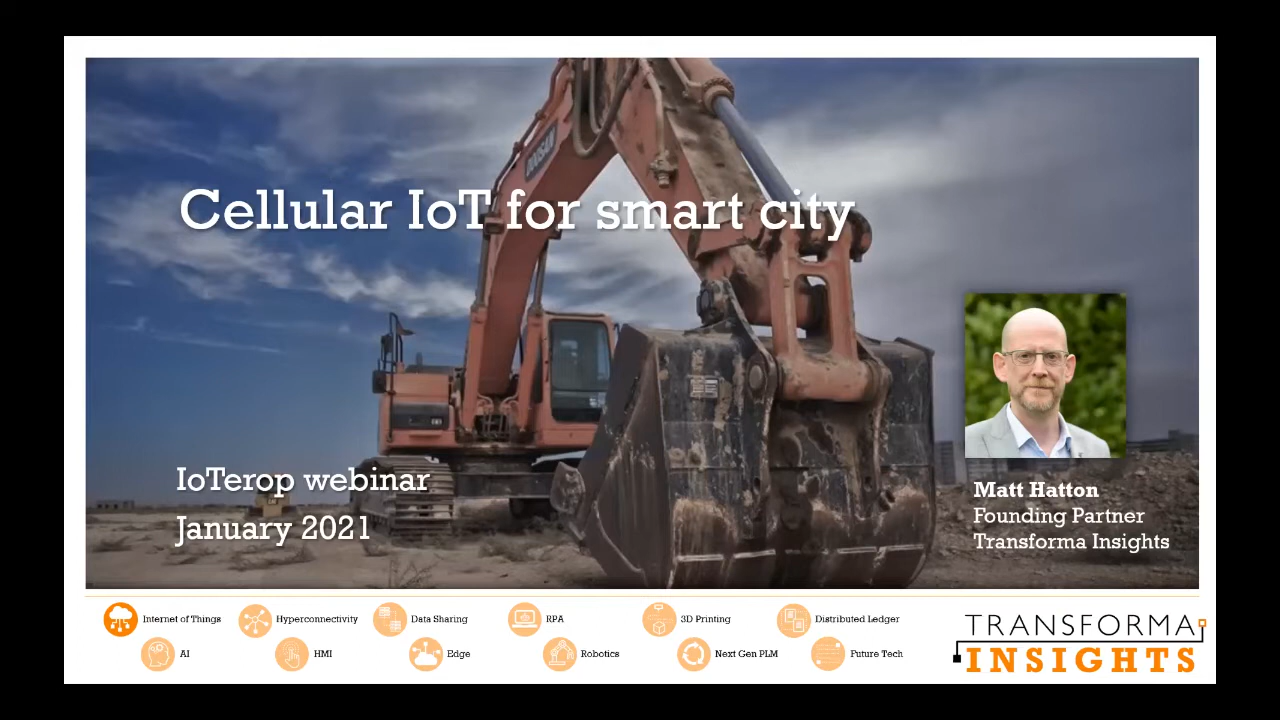 Cellular IoT for smart city
DOOSAN
IoTerop webinar
January 2021
Matt Hatton
Founding Partner
Transforma Insights
Internet of Things
Hyperconnectivity
Data Sharing
RPA
3D Printing
Distributed Ledger
AI
HMI
Edge
Robotics
Next Gen PLM
Future Tech
TRANSFORMA
INSIGHTS